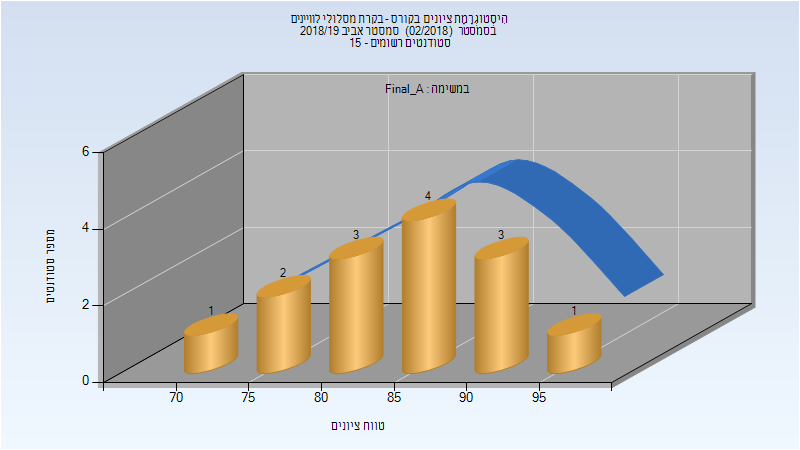 היסטוגרמת ציונים בקורס - בקרת מסלולי לוויינים
בסמסטר (02/2018) סמסטר אביב 2018/19
סטודנטים רשומים - 15
במשימה : Final_A
6
4
2
0
מספר סטודנטים
1
2
3
4
3
1
70
75
80
85
90
95
טווח ציונים